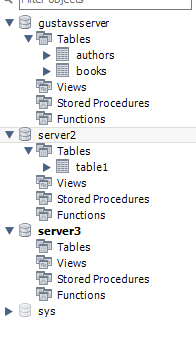 Filter objects
gustavsserver
Tables
authors
books
Views
Stored Procedures
Functions
server2
Tables
table1
Views
Stored Procedures
Functions
server3
Tables
Views
Stored Procedures
Functions
sys